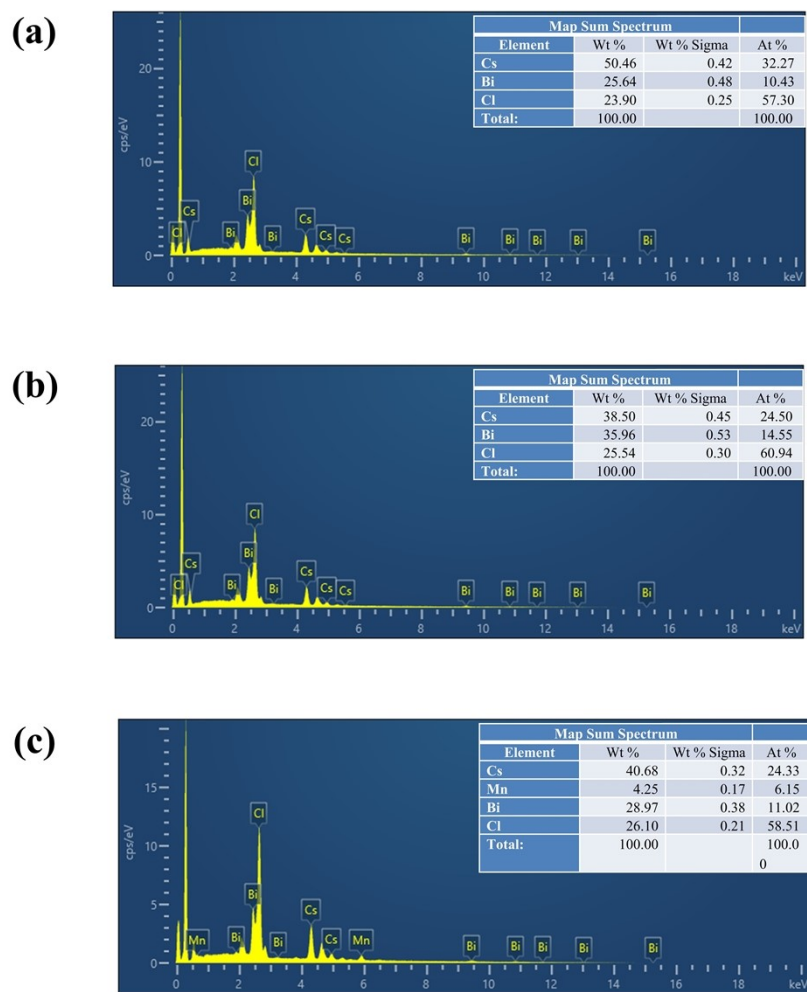 (a)
Map Sum Spectrum
Element Wt % Wt % Sigma At %
Cs 50.46 0.42 32.27
Bi 25.64 0.48 10.43
Cl 23.90 0.25 57.30
Total: 100.00 100.00
cps/eV
20
10
0
Cl
Bi
Cs
Cl Bi Bi Cs Cs Cs Bi Bi Bi Bi Bi
0 2 4 6 8 10 12 14 16 18 keV
(b)
Map Sum Spectrum
Element Wt % Wt % Sigma At %
Cs 38.50 0.45 24.50
Bi 35.96 0.53 14.55
Cl 25.54 0.30 60.94
Total: 100.00 100.00
cps/eV
20
10
0
Cl
Bi
Cs Cs
Cl Bi Bi Cs Cs Bi Bi Bi Bi Bi
0 2 4 6 8 10 12 14 16 18 keV
(c)
Map Sum Spectrum
Element Wt % Wt % Sigma At %
Cs 40.68 0.32 24.33
Mn 4.25 0.17 6.15
Bi 28.97 0.38 11.02
Cl 26.10 0.21 58.51
Total: 100.00 100.0
0
cps/eV
15
10
5
0
Cl
Bi
Cs
Mn Bi Bi Cs Mn Bi Bi Bi Bi Bi
0 2 4 6 8 10 12 14 16 18 keV